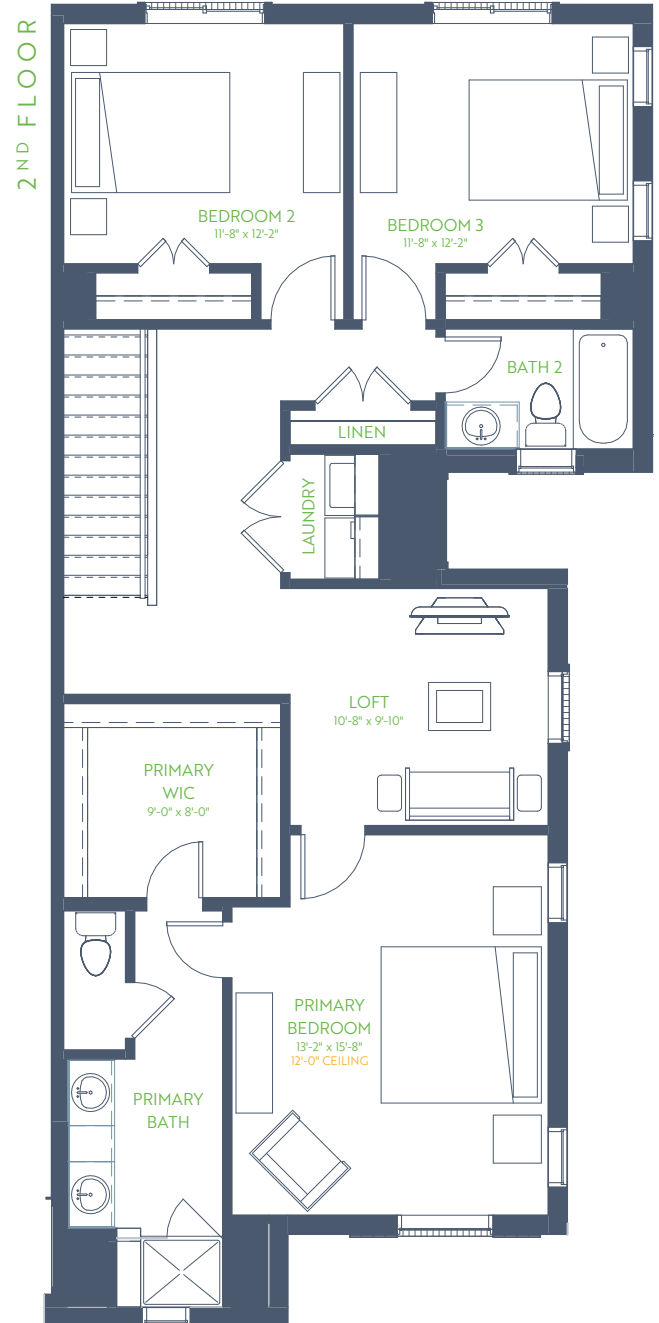 2ND FLOOR
BEDROOM 2
11'-8" x 12'-2"
BEDROOM 3
11'-8" x 12'-2"
BATH 2
LINEN
LAUNDRY
LOFT
10'-8" x 9'-10"
PRIMARY
WIC
9'-0" x 8'-0"
PRIMARY
BEDROOM
13'-2" x 15'-8"
12'-0" CEILING
PRIMARY
BATH